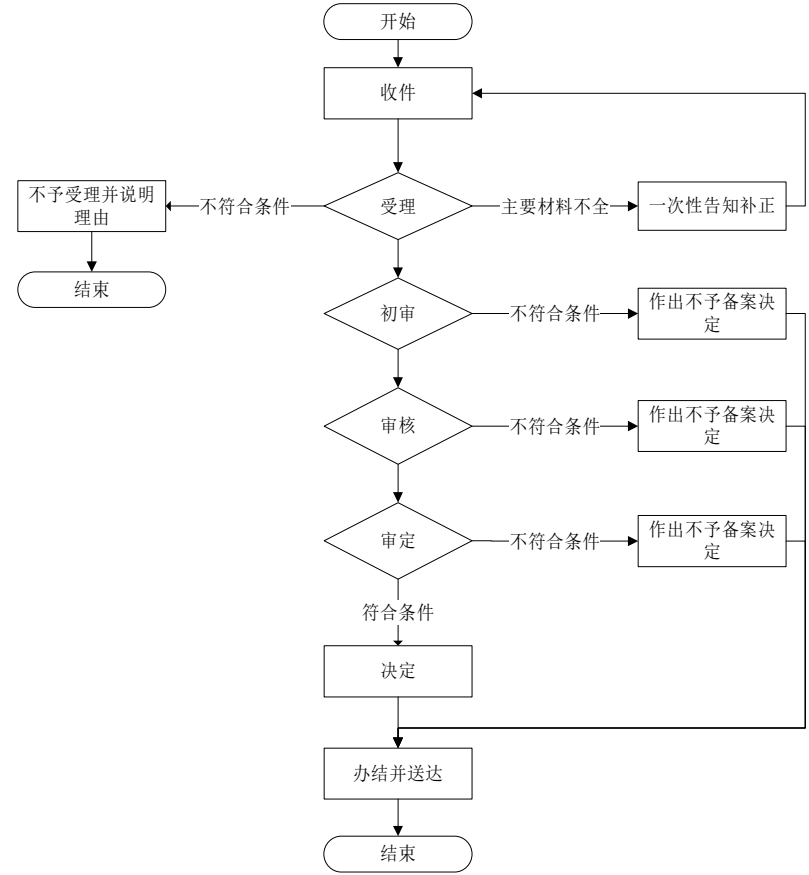 开始
收件
不予受理并说明
理由
不符合条件
受理
主要材料不全
一次性告知补正
结束
初审
不符合条件
作出不予备案决
定
审核
不符合条件
作出不予备案决
定
审定
不符合条件
作出不予备案决
定
符合条件
决定
办结并送达
结束